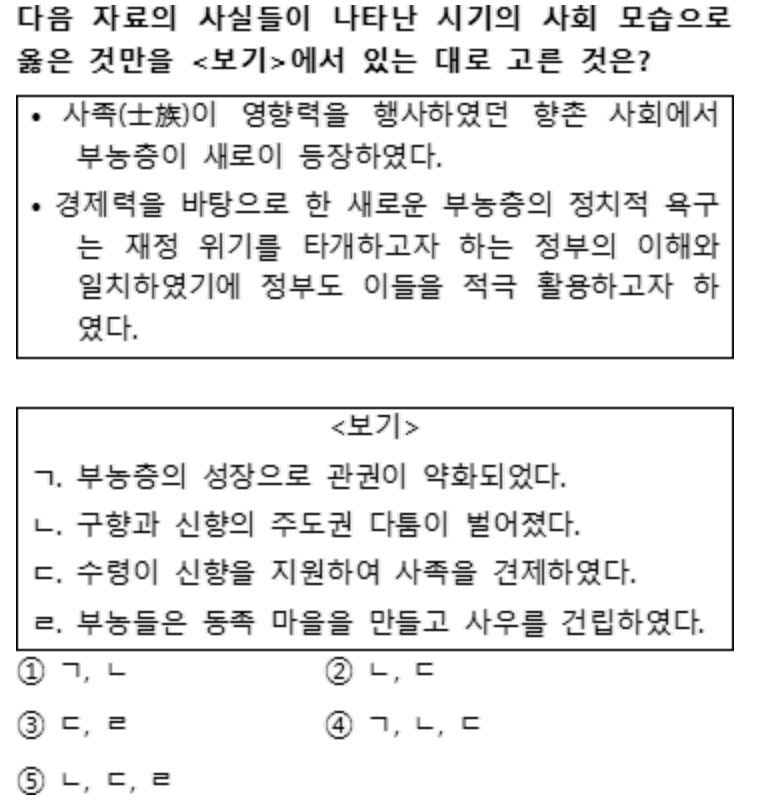 다음 자료의 사실들이 나타난 시기의 사회 모습으로
옳은 것만을 <보기>에서 있는 대로 고른 것은?
• 사족(士族)이 영향력을 행사하였던 향촌 사회에서
부농층이 새로이 등장하였다.
• 경제력을 바탕으로 한 새로운 부농층의 정치적 욕구
는 재정 위기를 타개하고자 하는 정부의 이해와
일치하였기에 정부도 이들을 적극 활용하고자 하
였다.
<보기>
ㄱ. 부농층의 성장으로 관권이 약화되었다.
ㄴ. 구향과 신향의 주도권 다툼이 벌어졌다.
ㄷ. 수령이 신향을 지원하여 사족을 견제하였다.
ㄹ. 부농들은 동족 마을을 만들고 사우를 건립하였다.
① ㄱ, ㄴ ② ㄴ, ㄷ
③ ㄷ, ㄹ ④ ㄱ, ㄴ, ㄷ
⑤ ㄴ, ㄷ, ㄹ